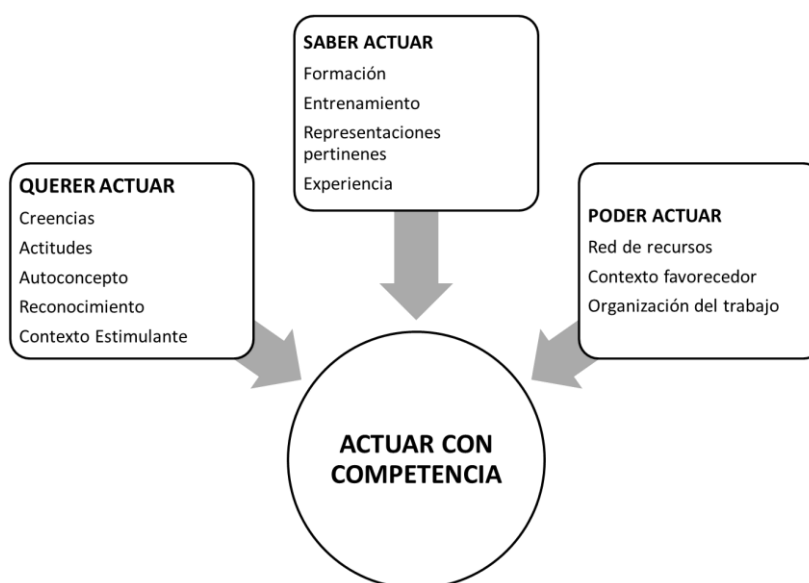 SABER ACTUAR
Formación
Entrenamiento
Representaciones
pertinenes
Experiencia
QUERER ACTUAR
Creencias
Actitudes
Autoconcepto
Reconocimiento
Contexto Estimulante
PODER ACTUAR
Red de recursos
Contexto favorecedor
Organización del trabajo
ACTUAR CON
COMPETENCIA